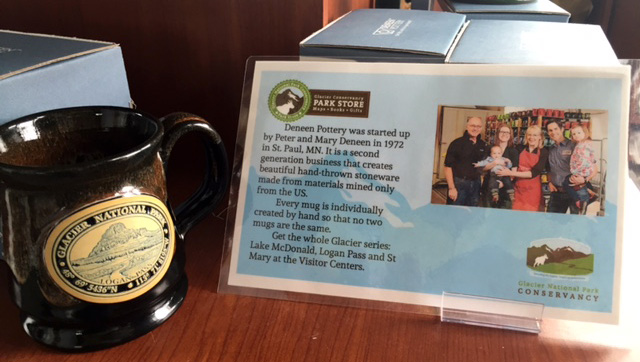 GLACIER NATIONAL PARK
LOGAN PASS
Glacier Conservancy
PARK STORE
Maps • Books • Gifts
Deneen Pottery was started up
by Peter and Mary Deneen in 1972
in St. Paul, MN. It is a second
generation business that creates
beautiful hand-thrown stoneware
made from materials mined only
from the US.
Every mug is individually
created by hand so that no two
mugs are the same.
Get the whole Glacier series:
Lake McDonald, Logan Pass and St
Mary at the Visitor Centers.
Glacier National Park
CONSERVANCY